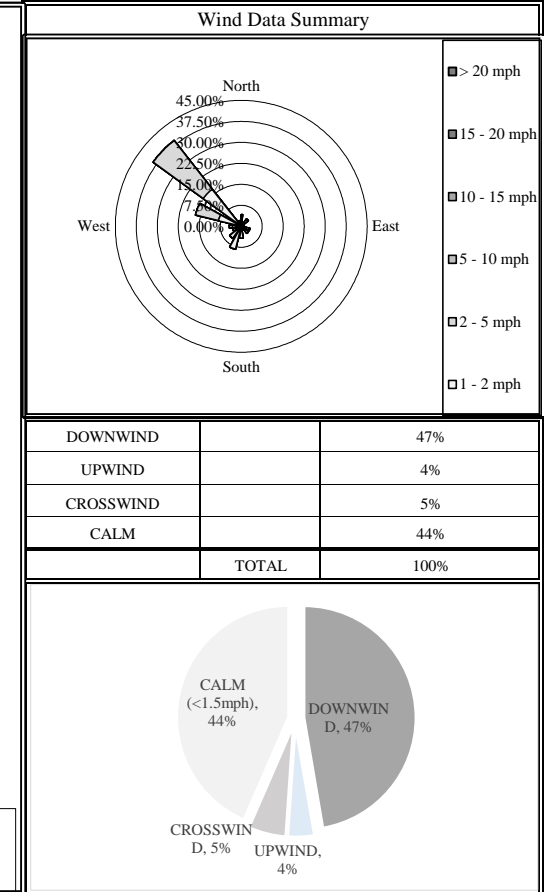 Wind Data Summary
North
45.00%
37.50%
30.00%
22.50%
15.00%
7.50%
0.00%
West
East
South
> 20 mph
15 - 20 mph
10 - 15 mph
5 - 10 mph
2 - 5 mph
1 - 2 mph
DOWNWIND 47%
UPWIND 4%
CROSSWIND 5%
CALM 44%
TOTAL 100%
CALM
(<1.5mph),
44%
DOWNWIN
D, 47%
CROSSWIN
D, 5%
UPWIND,
4%